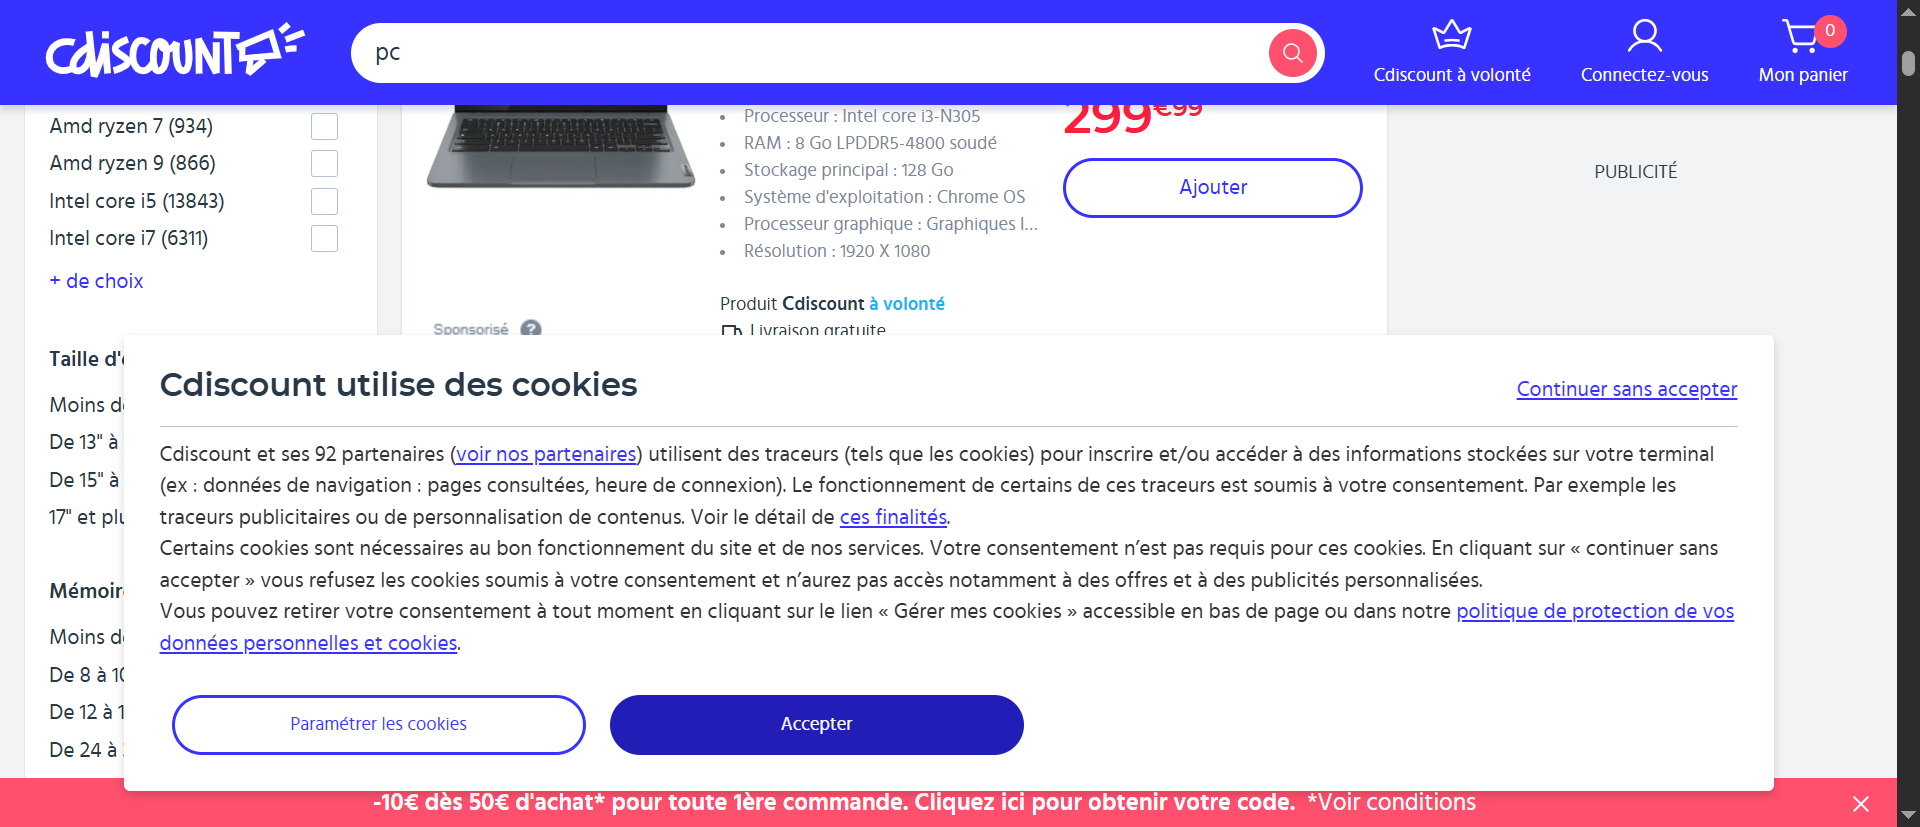 cdiscount
pc
Cdiscount à volonté
Connectez-vous
0
Mon panier
Amd ryzen 7 (934)
Amd ryzen 9 (866)
Intel core i5 (13843)
Intel core i7 (6311)
+ de choix
Taille d'
Moins d
De 13" à
De 15" à
17" et plu
Mémoir
Moins d
De 8 à 10
De 12 à 1
De 24 à
Processeur : Intel core i3-N305
RAM : 8 Go LPDDR5-4800 soudé
Stockage principal : 128 Go
Système d'exploitation : Chrome OS
Processeur graphique : Graphiques I...
Résolution : 1920 X 1080
Produit Cdiscount à volonté
Livraison gratuite
Sponsorisé ?
299€99
Ajouter
PUBLICITÉ
Cdiscount utilise des cookies
Continuer sans accepter
Cdiscount et ses 92 partenaires (voir nos partenaires) utilisent des traceurs (tels que les cookies) pour inscrire et/ou accéder à des informations stockées sur votre terminal
(ex : données de navigation : pages consultées, heure de connexion). Le fonctionnement de certains de ces traceurs est soumis à votre consentement. Par exemple les
traceurs publicitaires ou de personnalisation de contenus. Voir le détail de ces finalités.
Certains cookies sont nécessaires au bon fonctionnement du site et de nos services. Votre consentement n’est pas requis pour ces cookies. En cliquant sur « continuer sans
accepter » vous refusez les cookies soumis à votre consentement et n’aurez pas accès notamment à des offres et à des publicités personnalisées.
Vous pouvez retirer votre consentement à tout moment en cliquant sur le lien « Gérer mes cookies » accessible en bas de page ou dans notre politique de protection de vos
données personnelles et cookies.
Paramétrer les cookies
Accepter
-10€ dès 50€ d'achat* pour toute 1ère commande. Cliquez ici pour obtenir votre code. *Voir conditions